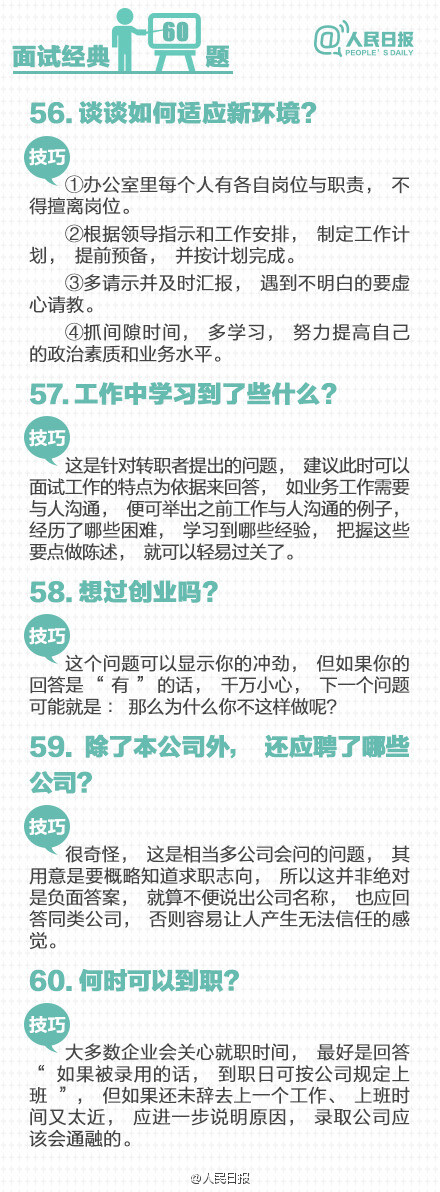 面试经典 60 题
@人民日报
PEOPLE'S DAILY
56. 谈谈如何适应新环境？
技巧
①办公室里每个人有各自岗位与职责，不
得擅离岗位。
②根据领导指示和工作安排，制定工作计
划，提前预备，并按计划完成。
③多请示并及时汇报，遇到不明白的要虚
心请教。
④抓间隙时间，多学习，努力提高自己
的政治素质和业务水平。
57. 工作中学习到了些什么？
技巧
这是针对转职者提出的问题，建议此时可以
面试工作的特点为依据来回答，如业务工作需要
与人沟通，便可举出之前工作与人沟通的例子，
经历了哪些困难，学习到哪些经验，把握这些
要点做陈述，就可以轻易过关了。
58. 想过创业吗？
技巧
这个问题可以显示你的冲劲，但如果你的
回答是“有”的话，千万小心，下一个问题
可能就是：那么为什么你不这样做呢？
59. 除了本公司外，还应聘了哪些
公司？
技巧
很奇怪，这是相当多公司会问的问题，其
用意是要概略知道求职志向，所以这并非绝对
是负面答案，就算不便说出公司名称，也应回
答同类公司，否则容易让人产生无法信任的感
觉。
60. 何时可以到职？
技巧
大多数企业会关心就职时间，最好是回答
“如果被录用的话，到职日可按公司规定上
班”，但如果还未辞去上一个工作、上班时
间又太近，应进一步说明原因，录取公司应
该会通融的。
@人民日报